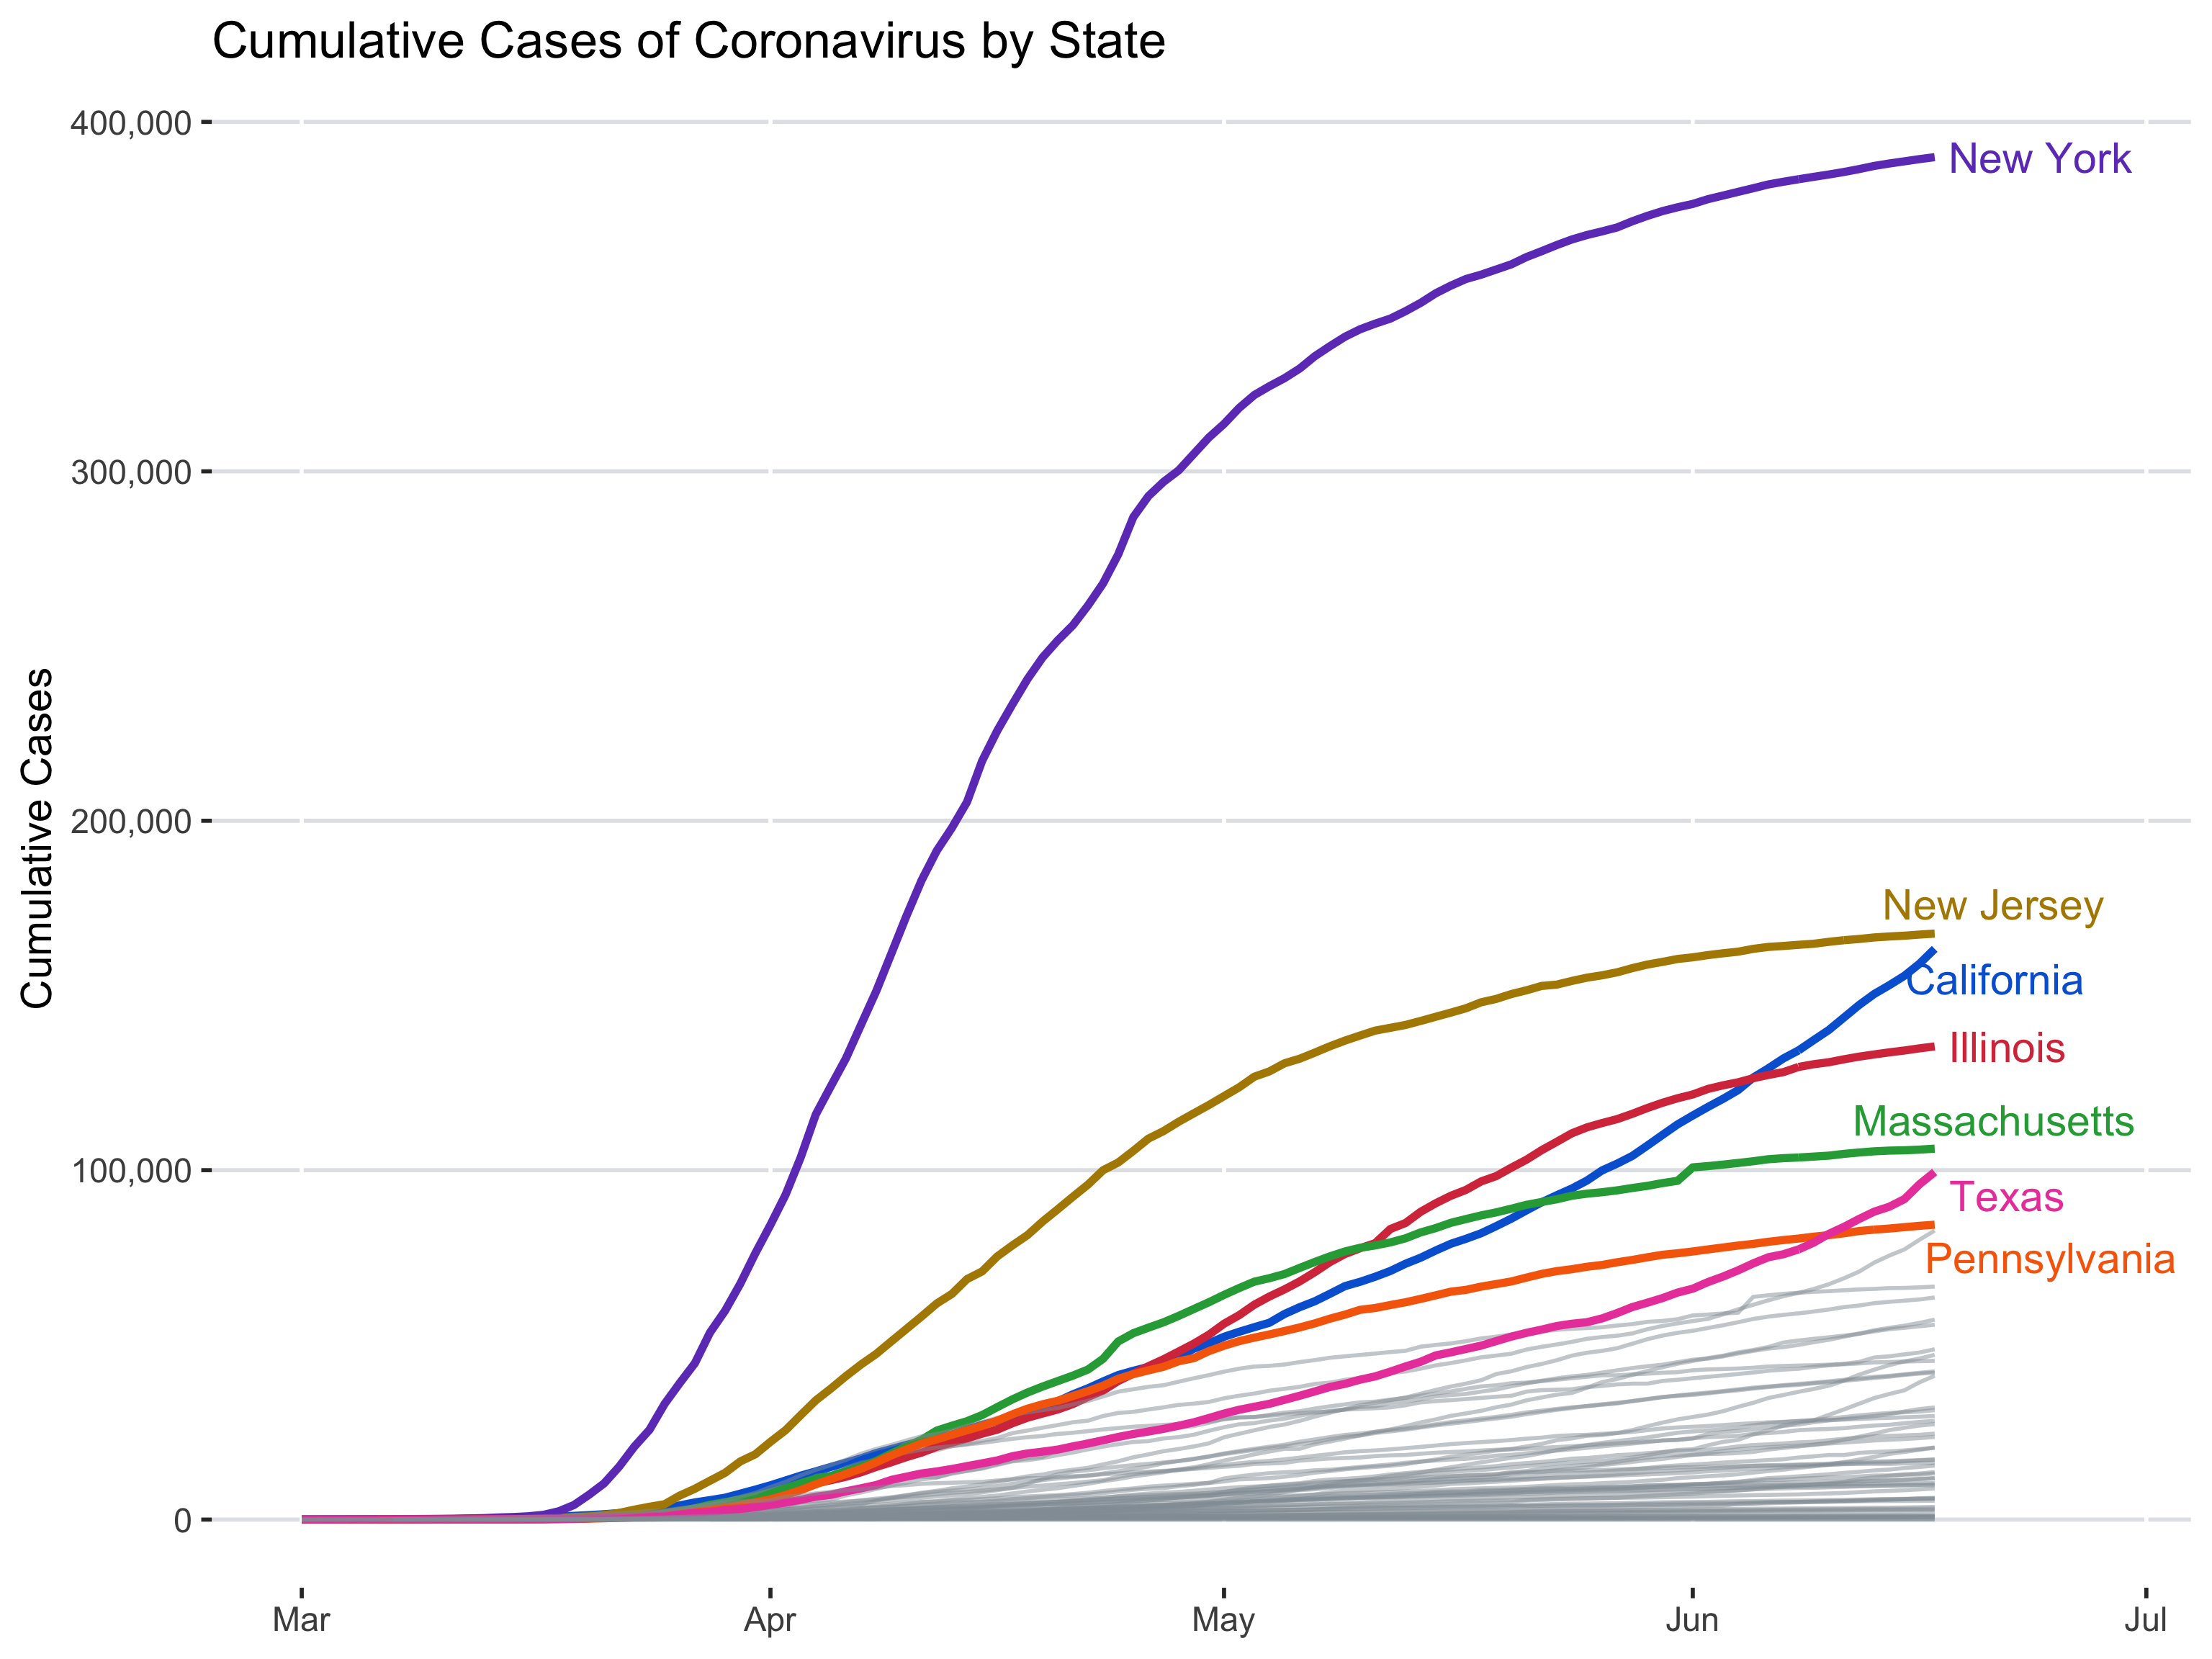 Cumulative Cases of Coronavirus by State
Cumulative Cases
400,000
300,000
200,000
100,000
0
New York
New Jersey
California
Illinois
Massachusetts
Texas
Pennsylvania
Mar
Apr
May
Jun
Jul